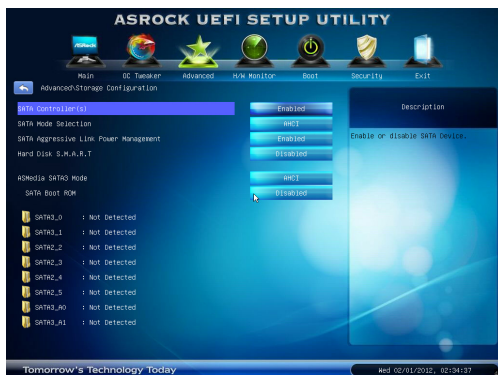 ASROCK UEFI SETUP UTILITY
ASRock
Main OC Tweaker Advanced H/W Monitor Boot Security Exit
Advanced\Storage Configuration
SATA Controller(s) Enabled
SATA Mode Selection AHCI
SATA Aggressive Link Power Management Enabled
Hard Disk S.M.A.R.T Disabled
ASMedia SATA3 Mode AHCI
SATA Boot ROM Disabled
SATA3_0 : Not Detected
SATA3_1 : Not Detected
SATA2_2 : Not Detected
SATA2_3 : Not Detected
SATA2_4 : Not Detected
SATA2_5 : Not Detected
SATA3_A0 : Not Detected
SATA3_A1 : Not Detected
Description
Enable or disable SATA Device.
Tomorrow's Technology Today
Wed 02/01/2012, 02:34:37